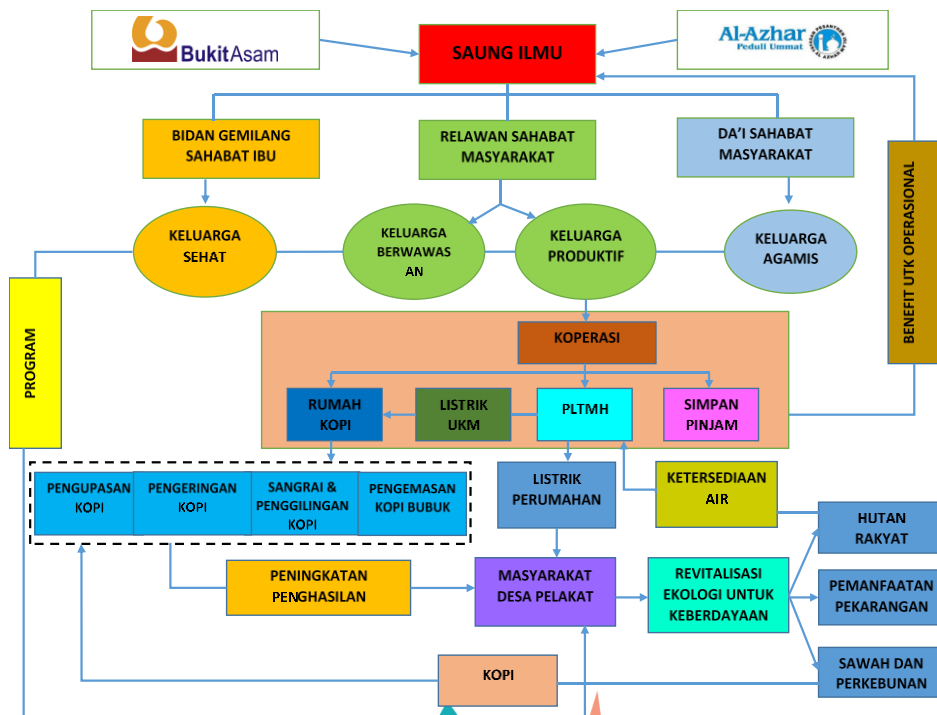 BukitAsam
SAUNG ILMU
Al-Azhar
Peduli Ummat
BIDAN GEMILANG
SAHABAT IBU
RELAWAN SAHABAT
MASYARAKAT
DA'I SAHABAT
MASYARAKAT
KELUARGA
SEHAT
KELUARGA
BERWAWAS
AN
KELUARGA
PRODUKTIF
KELUARGA
AGAMIS
BENEFIT UTK OPERASIONAL
PROGRAM
KOPERASI
RUMAH
KOPI
LISTRIK
UKM
PLTMH
SIMPAN
PINJAM
PENGUPASAN
KOPI
PENGERINGAN
KOPI
SANGRAI &
PENGGILINGAN
KOPI
PENGEMASAN
KOPI BUBUK
LISTRIK
PERUMAHAN
KETERSEDIAAN
AIR
HUTAN
RAKYAT
PENINGKATAN
PENGHASILAN
MASYARAKAT
DESA PELAKAT
REVITALISASI
EKOLOGI UNTUK
KEBERDAYAAN
PEMANFAATAN
PEKARANGAN
KOPI
SAWAH DAN
PERKEBUNAN